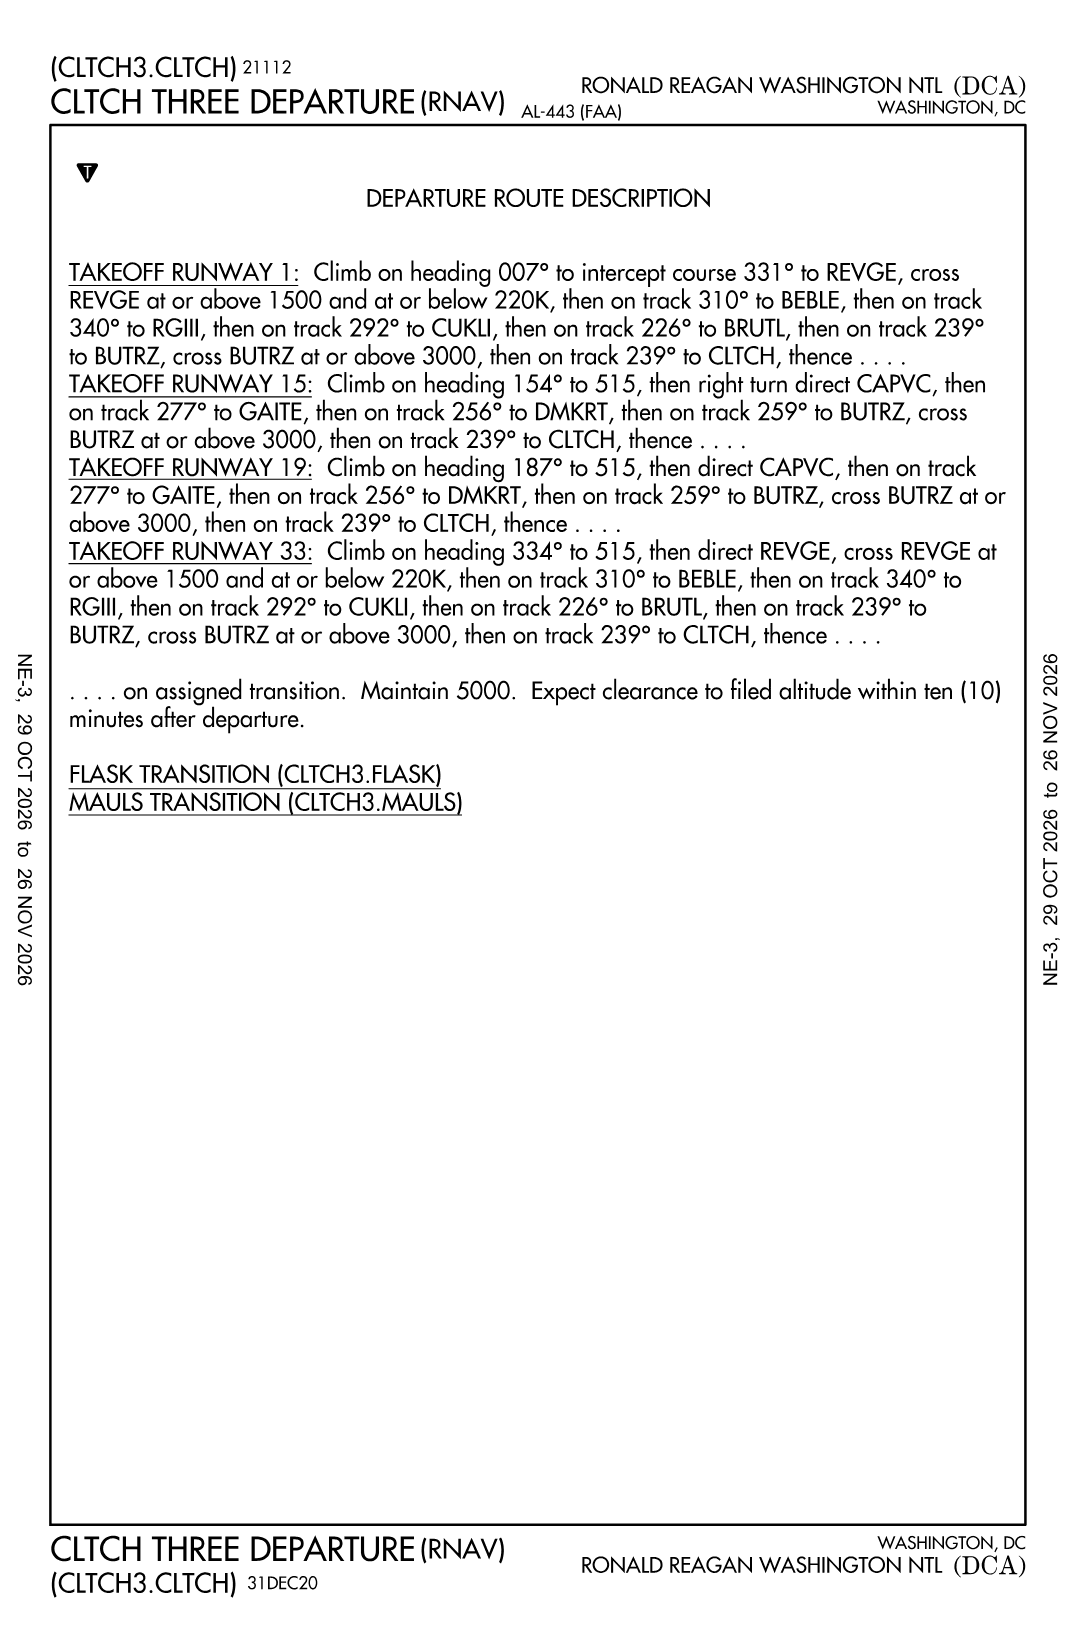 (CLTCH3.CLTCH) 21112
CLTCH THREE DEPARTURE (RNAV)
AL-443 (FAA)
RONALD REAGAN WASHINGTON NTL (DCA)
WASHINGTON, DC
T
DEPARTURE ROUTE DESCRIPTION
TAKEOFF RUNWAY 1: Climb on heading 007° to intercept course 331° to REVGE, cross
REVGE at or above 1500 and at or below 220K, then on track 310° to BEBLE, then on track
340° to RGIII, then on track 292° to CUKLI, then on track 226° to BRUTL, then on track 239°
to BUTRZ, cross BUTRZ at or above 3000, then on track 239° to CLTCH, thence . . . .
TAKEOFF RUNWAY 15: Climb on heading 154° to 515, then right turn direct CAPVC, then
on track 277° to GAITE, then on track 256° to DMKRT, then on track 259° to BUTRZ, cross
BUTRZ at or above 3000, then on track 239° to CLTCH, thence . . . .
TAKEOFF RUNWAY 19: Climb on heading 187° to 515, then direct CAPVC, then on track
277° to GAITE, then on track 256° to DMKRT, then on track 259° to BUTRZ, cross BUTRZ at or
above 3000, then on track 239° to CLTCH, thence . . . .
TAKEOFF RUNWAY 33: Climb on heading 334° to 515, then direct REVGE, cross REVGE at
or above 1500 and at or below 220K, then on track 310° to BEBLE, then on track 340° to
RGIII, then on track 292° to CUKLI, then on track 226° to BRUTL, then on track 239° to
BUTRZ, cross BUTRZ at or above 3000, then on track 239° to CLTCH, thence . . . .
. . . . on assigned transition. Maintain 5000. Expect clearance to filed altitude within ten (10)
minutes after departure.
FLASK TRANSITION (CLTCH3.FLASK)
MAULS TRANSITION (CLTCH3.MAULS)
NE-3, 29 OCT 2026 to 26 NOV 2026
NE-3, 29 OCT 2026 to 26 NOV 2026
CLTCH THREE DEPARTURE (RNAV)
(CLTCH3.CLTCH) 31DEC20
WASHINGTON, DC
RONALD REAGAN WASHINGTON NTL (DCA)